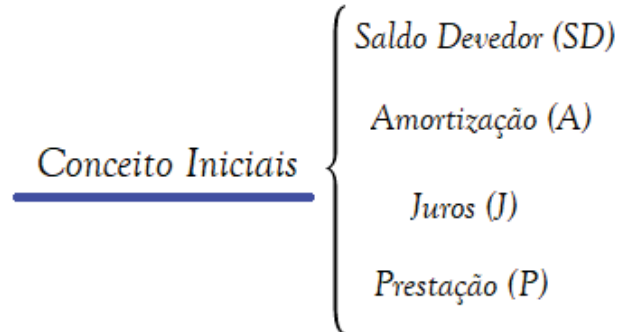 Conceito Iniciais
Saldo Devedor (SD)
Amortização (A)
Juros (J)
Prestação (P)